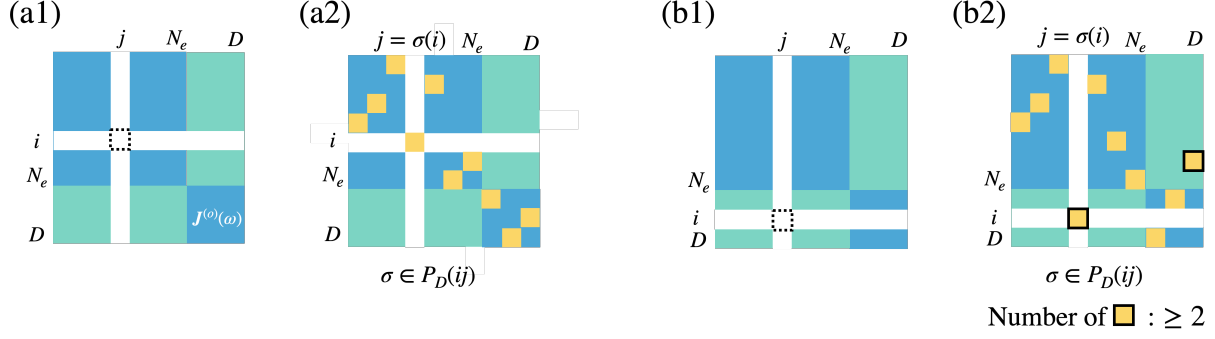 (a1)
j
N_e
D
i
N_e
D
J^{(o)}(ω)
(a2)
j = σ(i)
N_e
D
i
N_e
D
σ ∈ P_D(ij)
(b1)
j
N_e
D
N_e
i
D
(b2)
j = σ(i)
N_e
D
N_e
i
D
σ ∈ P_D(ij)
Number of : ≥ 2